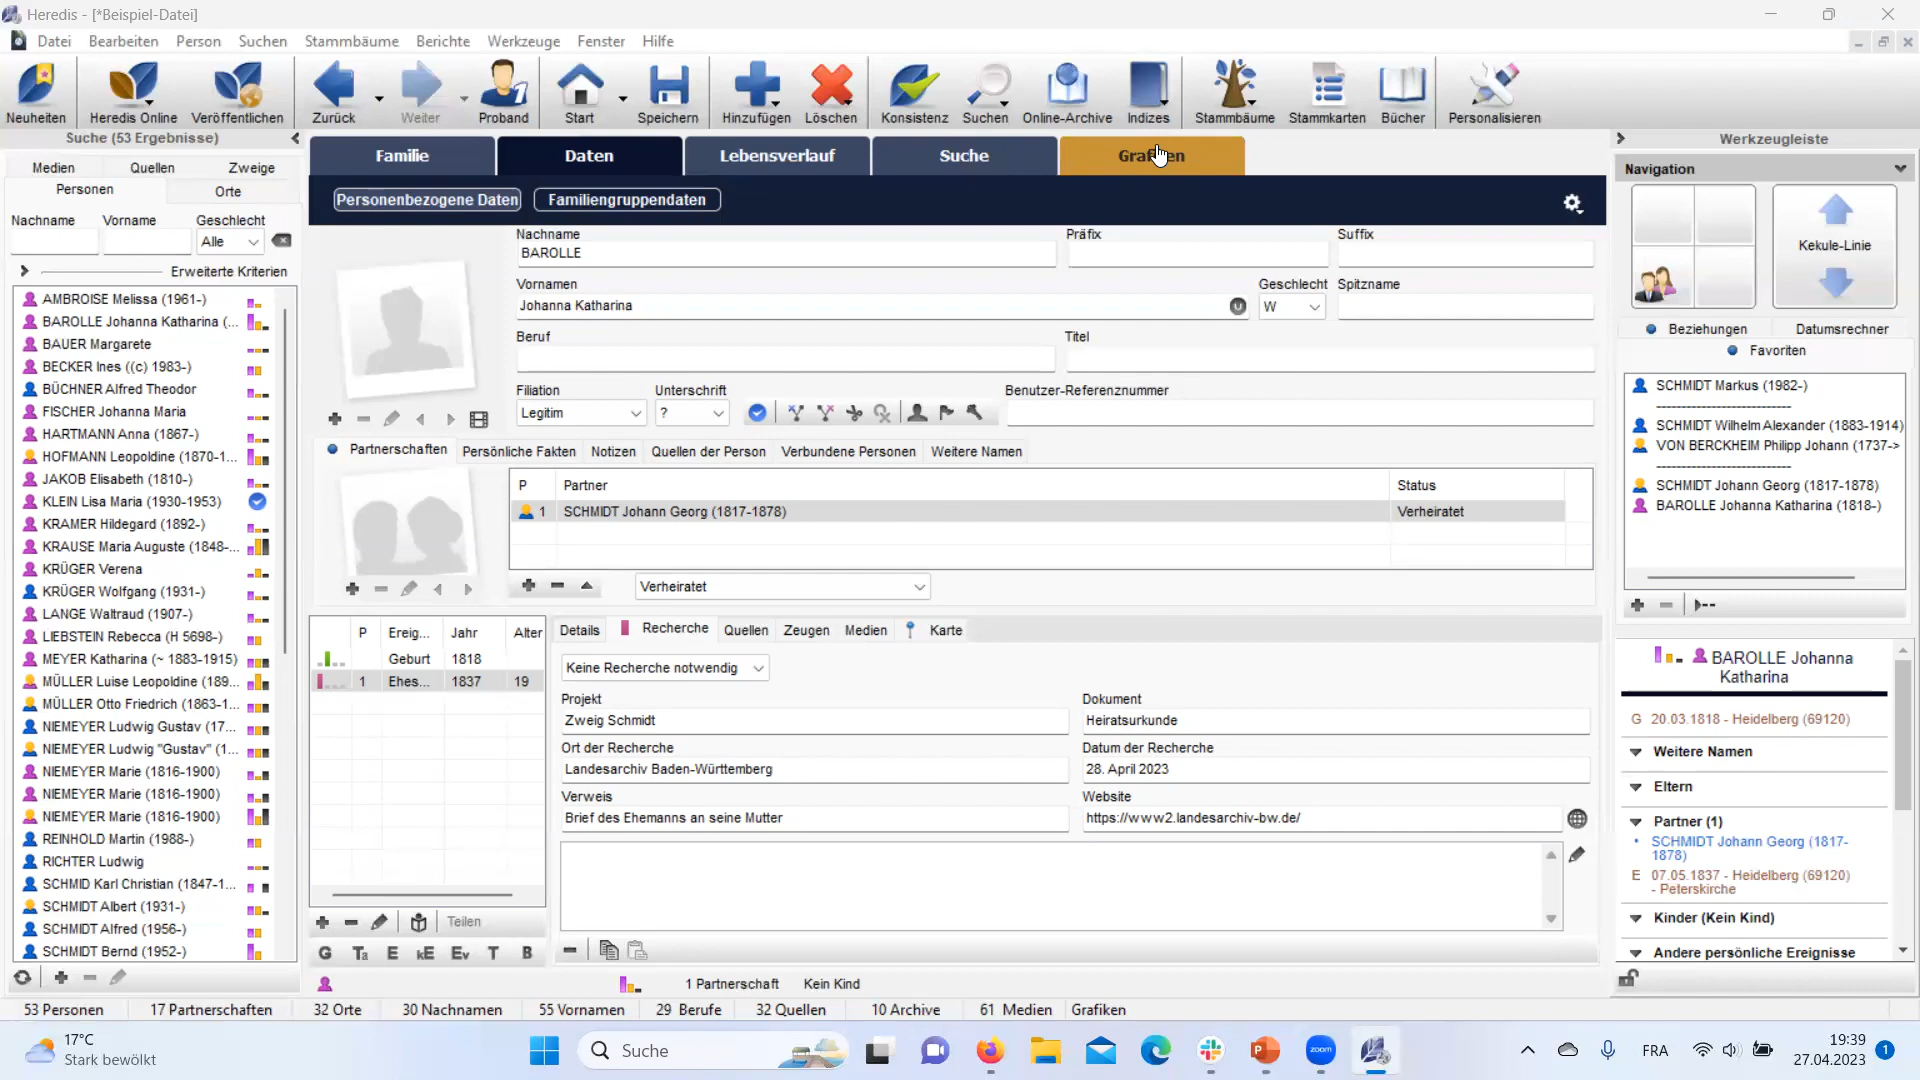 Heredis - [*Beispiel-Datei]
Datei Bearbeiten Person Suchen Stammbäume Berichte Werkzeuge Fenster Hilfe
Neuheiten Heredis Online Veröffentlichen Zurück Weiter Proband Start Speichern Hinzufügen Löschen Konsistenz Suchen Online-Archive Indizes Stammbäume Stammkarten Bücher Personalisieren
Suche (53 Ergebnisse)
Medien Quellen Zweige
Personen Orte
Nachname Vorname Geschlecht
Alle
Erweiterte Kriterien
AMBROISE Melissa (1961-)
BAROLLE Johanna Katharina (...
BAUER Margarete
BECKER Ines ((c) 1983-)
BÜCHNER Alfred Theodor
FISCHER Johanna Maria
HARTMANN Anna (1867-)
HOFMANN Leopoldine (1870-1...
JAKOB Elisabeth (1810-)
KLEIN Lisa Maria (1930-1953)
KRAMER Hildegard (1892-)
KRAUSE Maria Auguste (1848-...
KRÜGER Verena
KRÜGER Wolfgang (1931-)
LANGE Waltraud (1907-)
LIEBSTEIN Rebecca (H 5698-)
MEYER Katharina (~ 1883-1915)
MÜLLER Luise Leopoldine (189...
MÜLLER Otto Friedrich (1863-1...
NIEMEYER Ludwig Gustav (17...
NIEMEYER Ludwig "Gustav" (1...
NIEMEYER Marie (1816-1900)
NIEMEYER Marie (1816-1900)
NIEMEYER Marie (1816-1900)
REINHOLD Martin (1988-)
RICHTER Ludwig
SCHMID Karl Christian (1847-1...
SCHMIDT Albert (1931-)
SCHMIDT Alfred (1956-)
SCHMIDT Bernd (1952-)
Familie Daten Lebensverlauf Suche Grafiken
Personenbezogene Daten Familiengruppendaten
Nachname Präfix Suffix
BAROLLE
Vornamen Geschlecht Spitzname
Johanna Katharina W
Beruf Titel
Filiation Unterschrift Benutzer-Referenznummer
Legitim ?
Partnerschaften Persönliche Fakten Notizen Quellen der Person Verbundene Personen Weitere Namen
P Partner Status
1 SCHMIDT Johann Georg (1817-1878) Verheiratet
Verheiratet
P Ereig... Jahr Alter
Geburt 1818
1 Ehes... 1837 19
Teilen
G Ta E kE Ev T B
Details Recherche Quellen Zeugen Medien Karte
Keine Recherche notwendig
Projekt Dokument
Zweig Schmidt Heiratsurkunde
Ort der Recherche Datum der Recherche
Landesarchiv Baden-Württemberg 28. April 2023
Verweis Website
Brief des Ehemanns an seine Mutter https://www2.landesarchiv-bw.de/
1 Partnerschaft Kein Kind
Werkzeugleiste
Navigation
Kekule-Linie
Beziehungen Datumsrechner
Favoriten
SCHMIDT Markus (1982-)
----------------------------
SCHMIDT Wilhelm Alexander (1883-1914)
VON BERCKHEIM Philipp Johann (1737->
----------------------------
SCHMIDT Johann Georg (1817-1878)
BAROLLE Johanna Katharina (1818-)
BAROLLE Johanna
Katharina
G 20.03.1818 - Heidelberg (69120)
Weitere Namen
Eltern
Partner (1)
• SCHMIDT Johann Georg (1817-
1878)
E 07.05.1837 - Heidelberg (69120)
- Peterskirche
Kinder (Kein Kind)
Andere persönliche Ereignisse
53 Personen 17 Partnerschaften 32 Orte 30 Nachnamen 55 Vornamen 29 Berufe 32 Quellen 10 Archive 61 Medien Grafiken
17°C
Stark bewölkt
Suche
zoom
FRA
19:39
27.04.2023
1